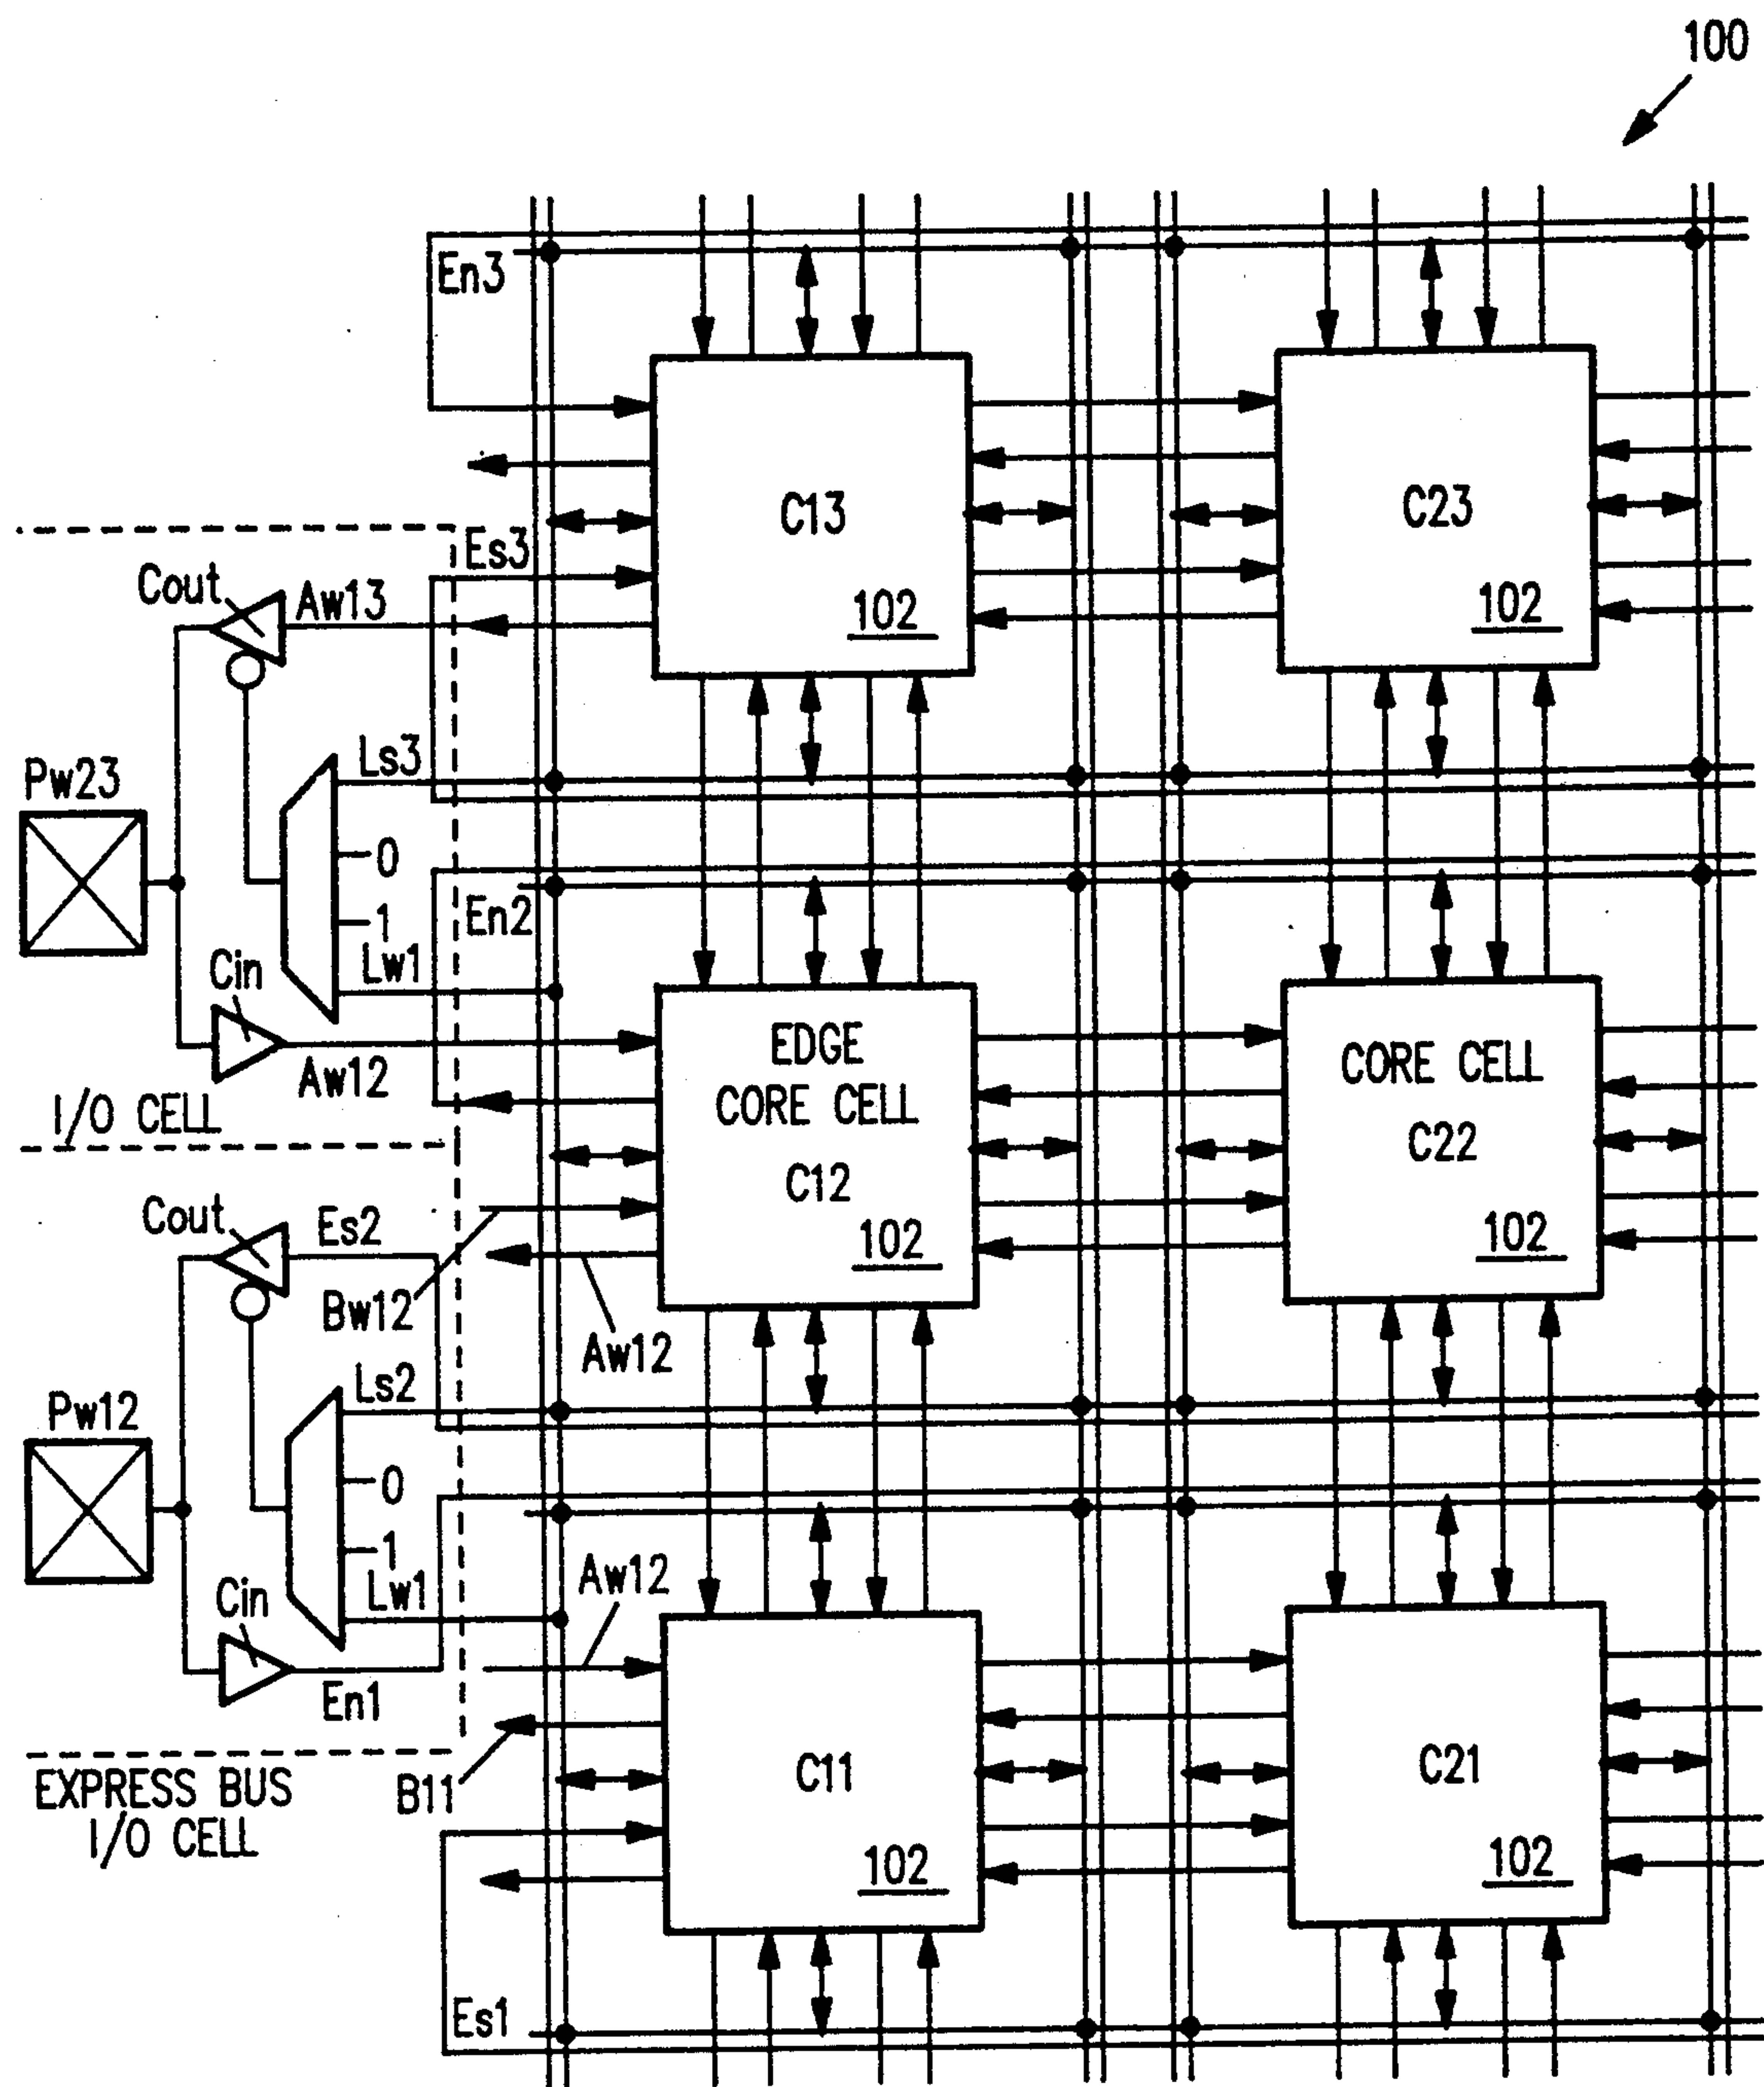 100
En3
C13
C23
Es3
Cout
Aw13
102
102
Ls3
Pw23
0
En2
1
Lw1
Cin
EDGE
CORE CELL
C12
CORE CELL
C22
Aw12
I/O CELL
Cout
Es2
102
102
Bw12
Aw12
Ls2
Pw12
0
1
Aw12
Lw1
Cin
En1
C11
C21
B11
EXPRESS BUS
I/O CELL
102
102
Es1